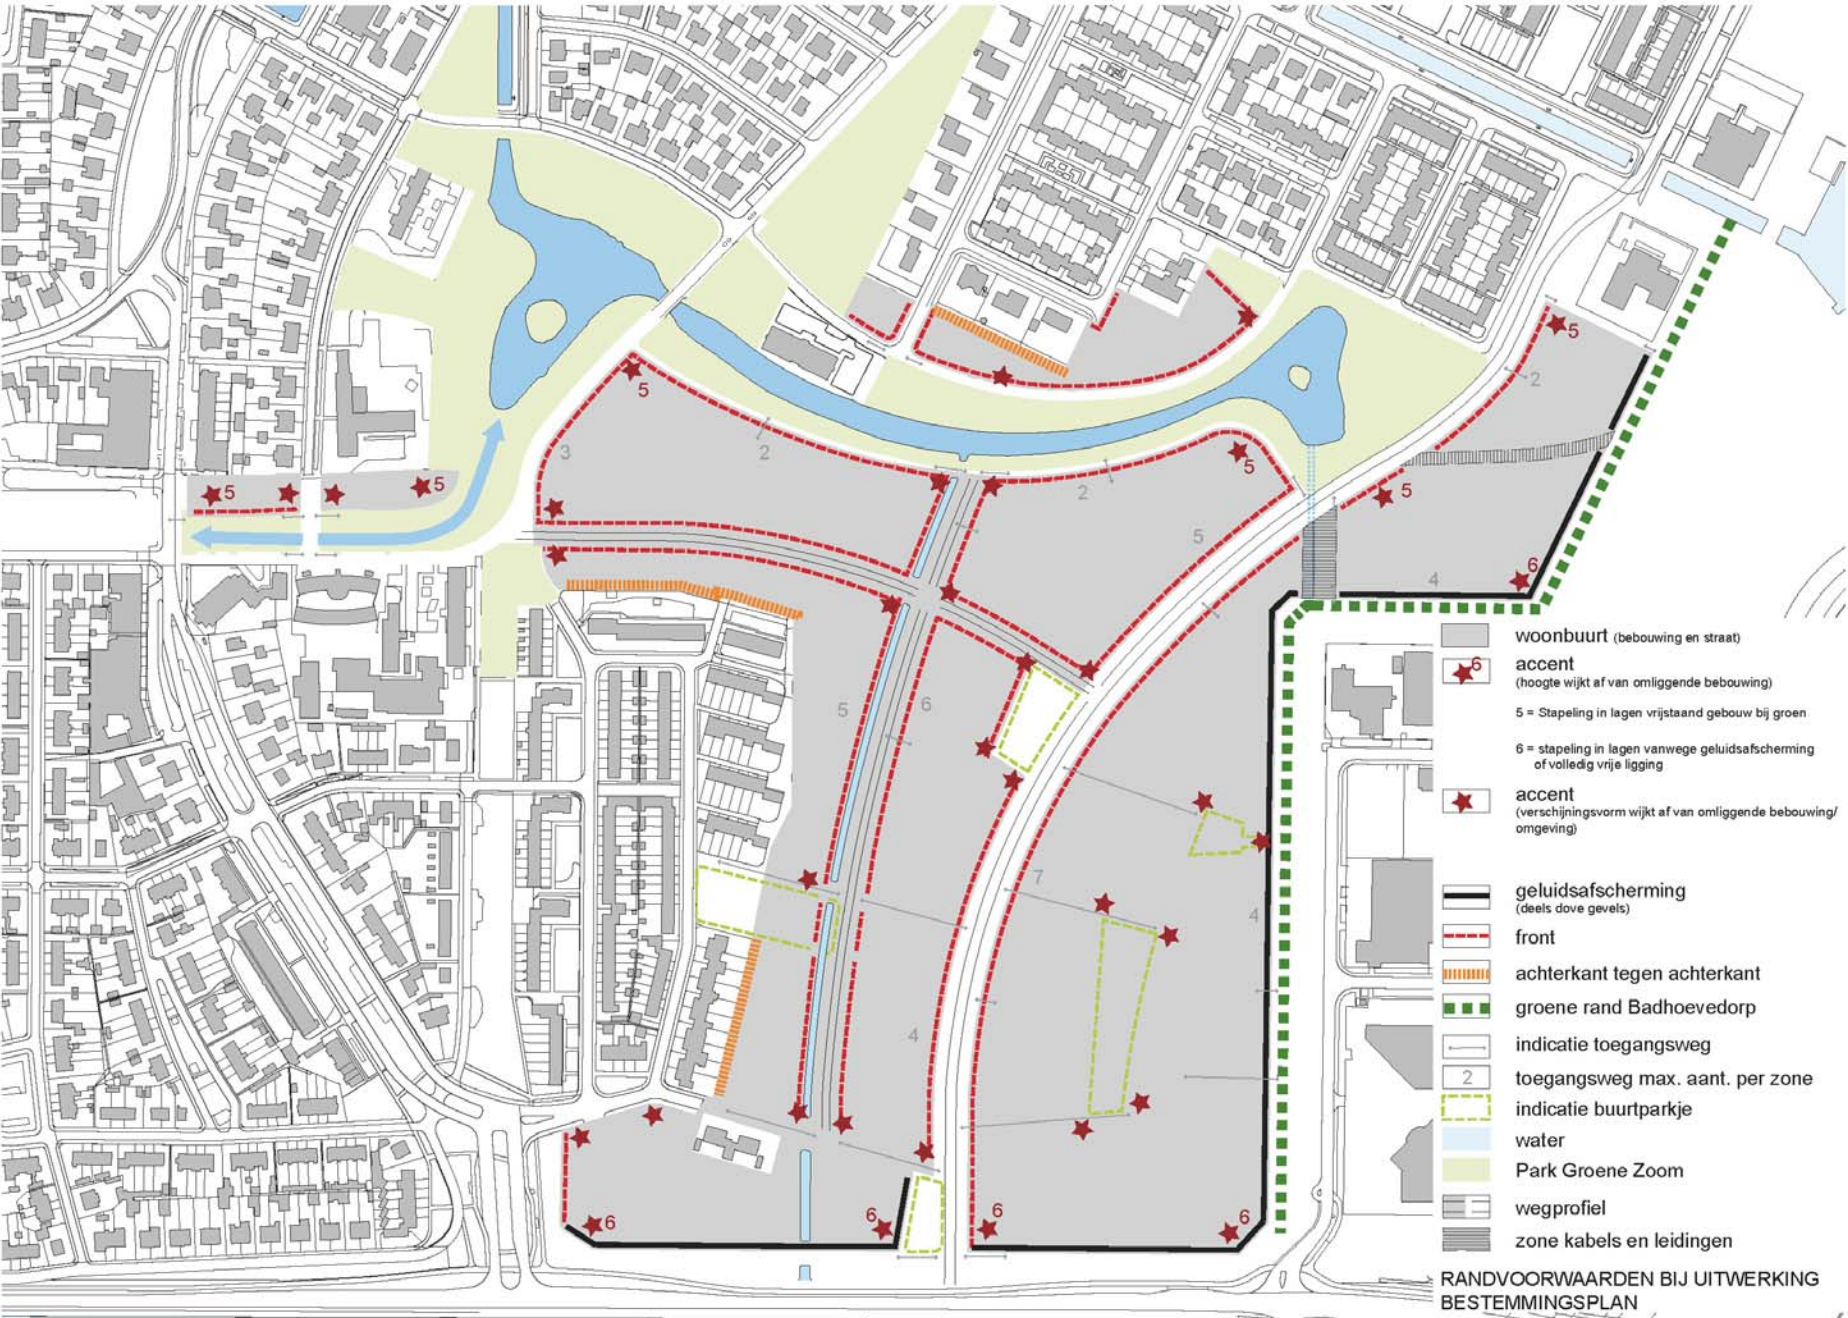 5
5
5
3
2
2
5
5
5
2
5
6
4
5
6
7
4
4
6
6
6
6
woonbuurt (bebouwing en straat)
6
accent
(hoogte wijkt af van omliggende bebouwing)
5 = Stapeling in lagen vrijstaand gebouw bij groen
6 = stapeling in lagen vanwege geluidsafscherming
of volledig vrije ligging
accent
(verschijningsvorm wijkt af van omliggende bebouwing/
omgeving)
geluidsafscherming
(deels dove gevels)
front
achterkant tegen achterkant
groene rand Badhoevedorp
indicatie toegangsweg
2 toegangsweg max. aant. per zone
indicatie buurtparkje
water
Park Groene Zoom
wegprofiel
zone kabels en leidingen
RANDVOORWAARDEN BIJ UITWERKING
BESTEMMINGSPLAN